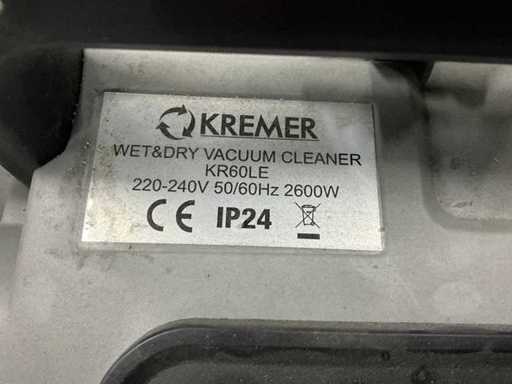 KREMER
WET&DRY VACUUM CLEANER
KR60LE
220-240V 50/60Hz 2600W
CE IP24